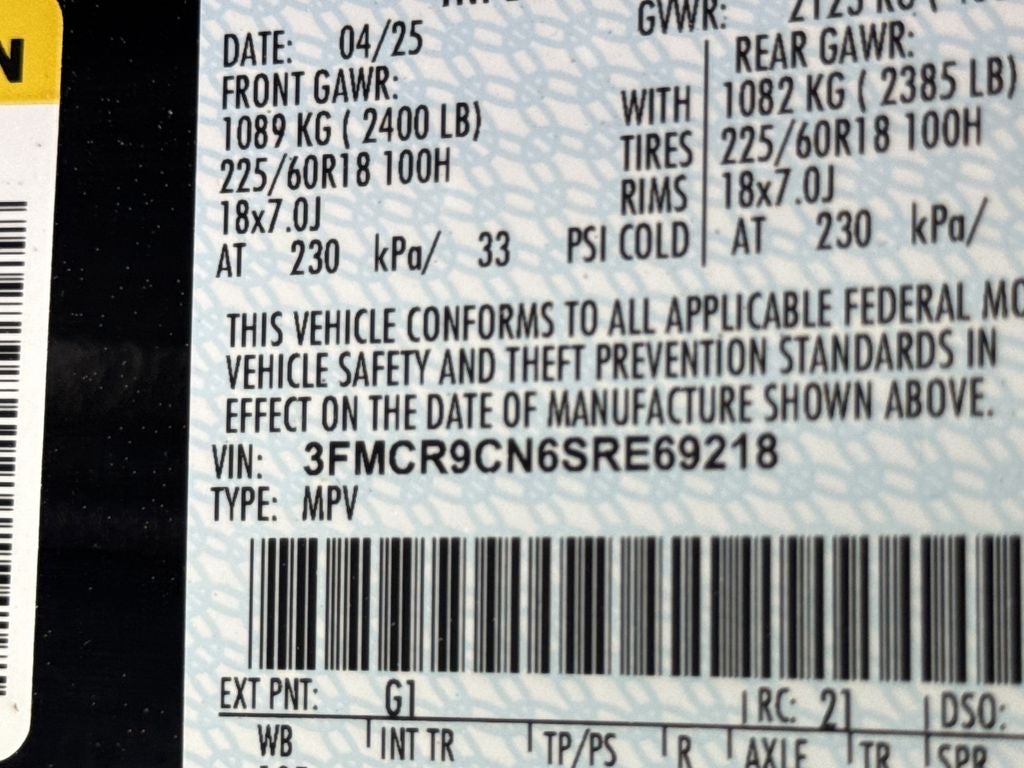 N
GVWR:
DATE: 04/25
FRONT GAWR:
1089 KG ( 2400 LB)
225/60R18 100H
18x7.0J
AT 230 kPa/ 33 PSI COLD
WITH
TIRES
RIMS
REAR GAWR:
1082 KG ( 2385 LB)
225/60R18 100H
18x7.0J
AT 230 kPa/
THIS VEHICLE CONFORMS TO ALL APPLICABLE FEDERAL MO
VEHICLE SAFETY AND THEFT PREVENTION STANDARDS IN
EFFECT ON THE DATE OF MANUFACTURE SHOWN ABOVE.
VIN: 3FMCR9CN6SRE69218
TYPE: MPV
EXT PNT: G1 RC: 21 DSO:
WB INT TR TP/PS R AXLE TR SPR